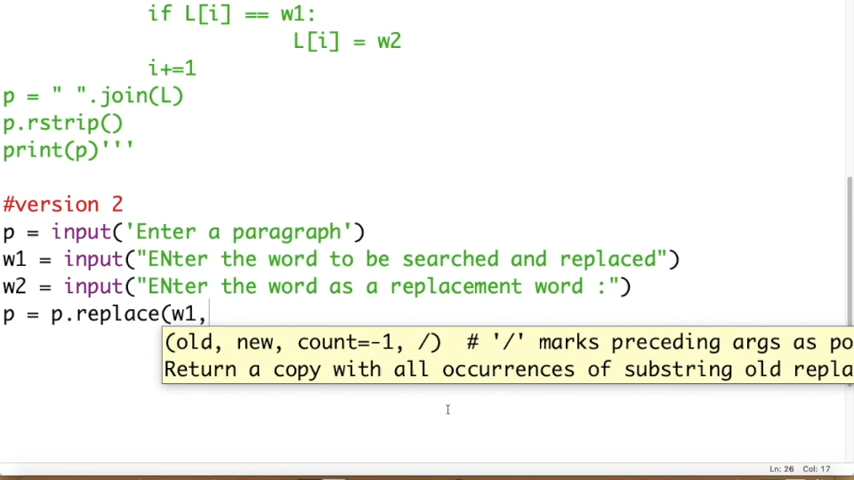 if L[i] == w1:
L[i] = w2
i+=1
p = " ".join(L)
p.rstrip()
print(p)'''
#version 2
p = input('Enter a paragraph')
w1 = input("ENter the word to be searched and replaced")
w2 = input("ENter the word as a replacement word :")
p = p.replace(w1,
(old, new, count=-1, /)  # '/' marks preceding args as po
Return a copy with all occurrences of substring old repla
Ln: 26 Col: 17